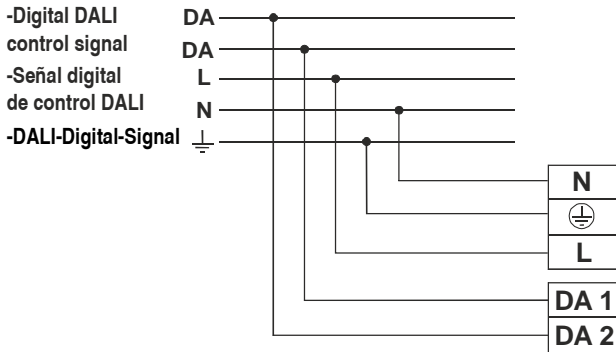 -Digital DALI
control signal
-Señal digital
de control DALI
-DALI-Digital-Signal
DA
DA
L
N
N
L
DA 1
DA 2